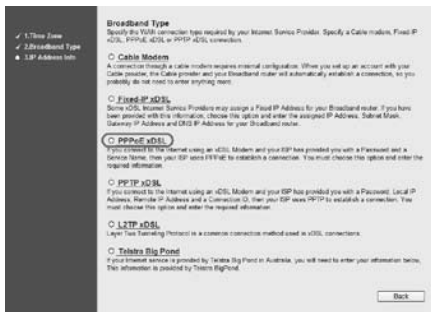 1.Time Zone
2.Broadband Type
3.IP Address Info
Broadband Type
Specify the WAN connection type required by your Internet Service Provider. Specify a Cable modem, Fixed-IP
xDSL, PPPoE xDSL or PPTP xDSL connection.
Cable Modem
A connection through a cable modem requires minimal configuration. When you set up an account with your
Cable provider, the Cable provider and your Broadband router will automatically establish a connection, so you
probably do not need to enter anything more.
Fixed-IP xDSL
Some xDSL Internet Service Providers may assign a Fixed IP Address for your Broadband router. If you have
been provided with this information, choose this option and enter the assigned IP Address, Subnet Mask,
Gateway IP Address and DNS IP Address for your Broadband router.
PPPoE xDSL
If you connect to the Internet using an xDSL Modem and your ISP has provided you with a Password and a
Service Name, then your ISP uses PPPoE to establish a connection. You must choose this option and enter the
required information.
PPTP xDSL
If you connect to the Internet using an xDSL Modem and your ISP has provided you with a Password, Local IP
Address, Remote IP Address and a Connection ID, then your ISP uses PPTP to establish a connection. You
must choose this option and enter the required information.
L2TP xDSL
Layer Two Tunneling Protocol is a common connection method used in xDSL connections.
Telstra Big Pond
If your Internet service is provided by Telstra Big Pond in Australia, you will need to enter your information below.
This information is provided by Telstra BigPond.
Back